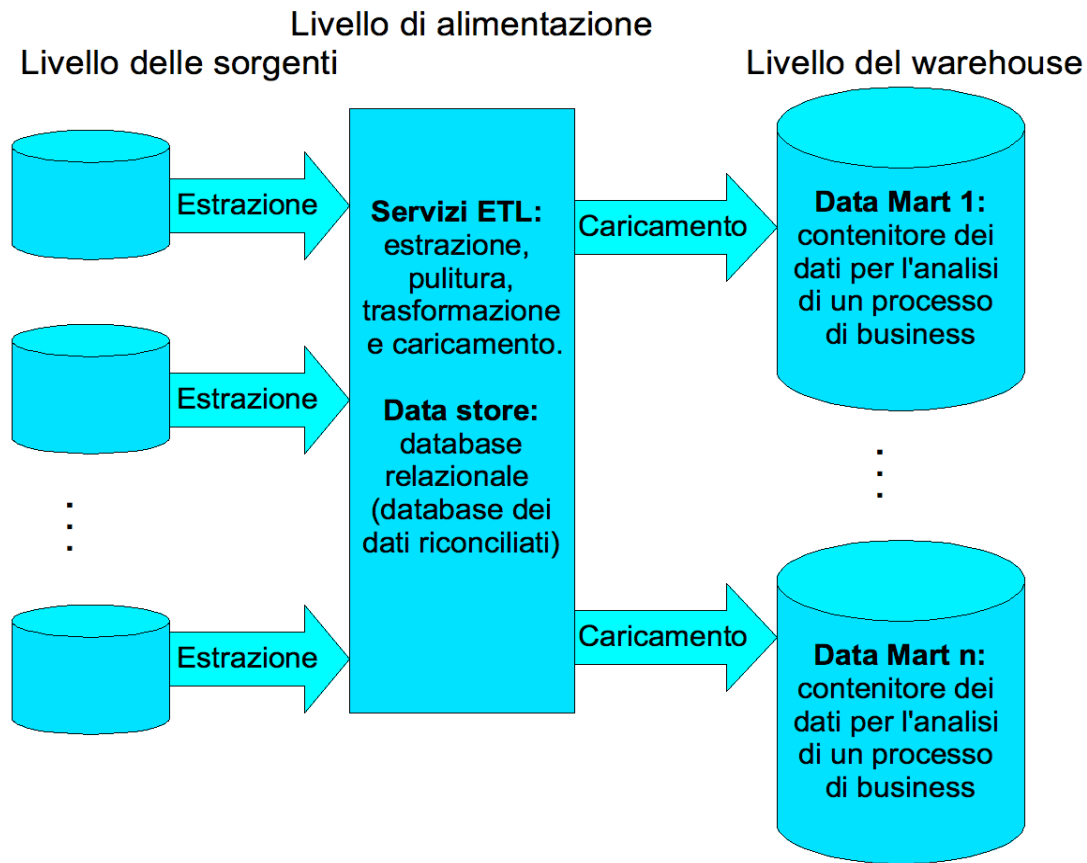 Livello di alimentazione
Livello delle sorgenti
Livello del warehouse
Estrazione
Estrazione
Estrazione
Servizi ETL:
estrazione,
pulitura,
trasformazione
e caricamento.
Data store:
database
relazionale
(database dei
dati riconciliati)
Caricamento
Caricamento
Data Mart 1:
contenitore dei
dati per l'analisi
di un processo
di business
Data Mart n:
contenitore dei
dati per l'analisi
di un processo
di business